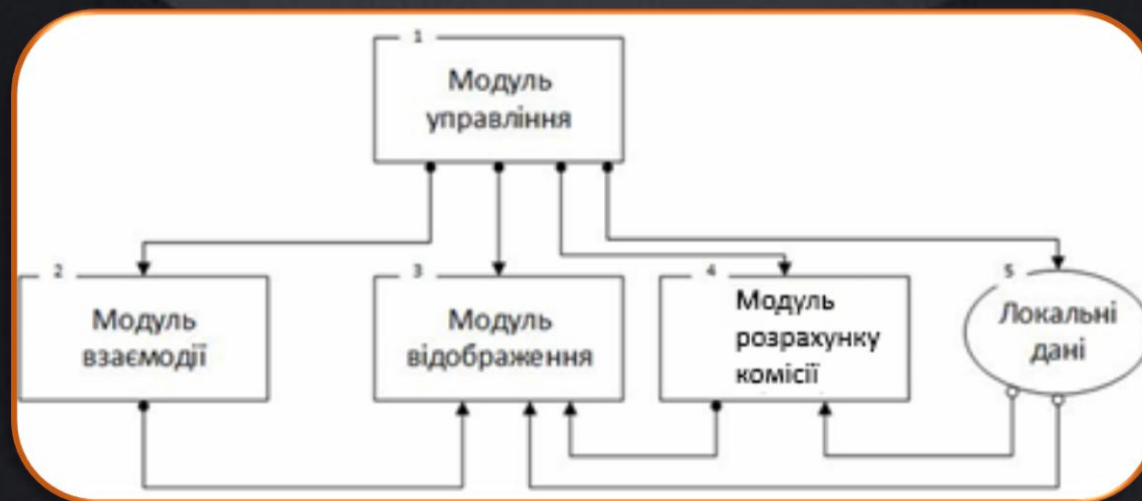 1
Модуль
управління
2
Модуль
взаємодії
3
Модуль
відображення
4
Модуль
розрахунку
комісії
5
Локальні
дані